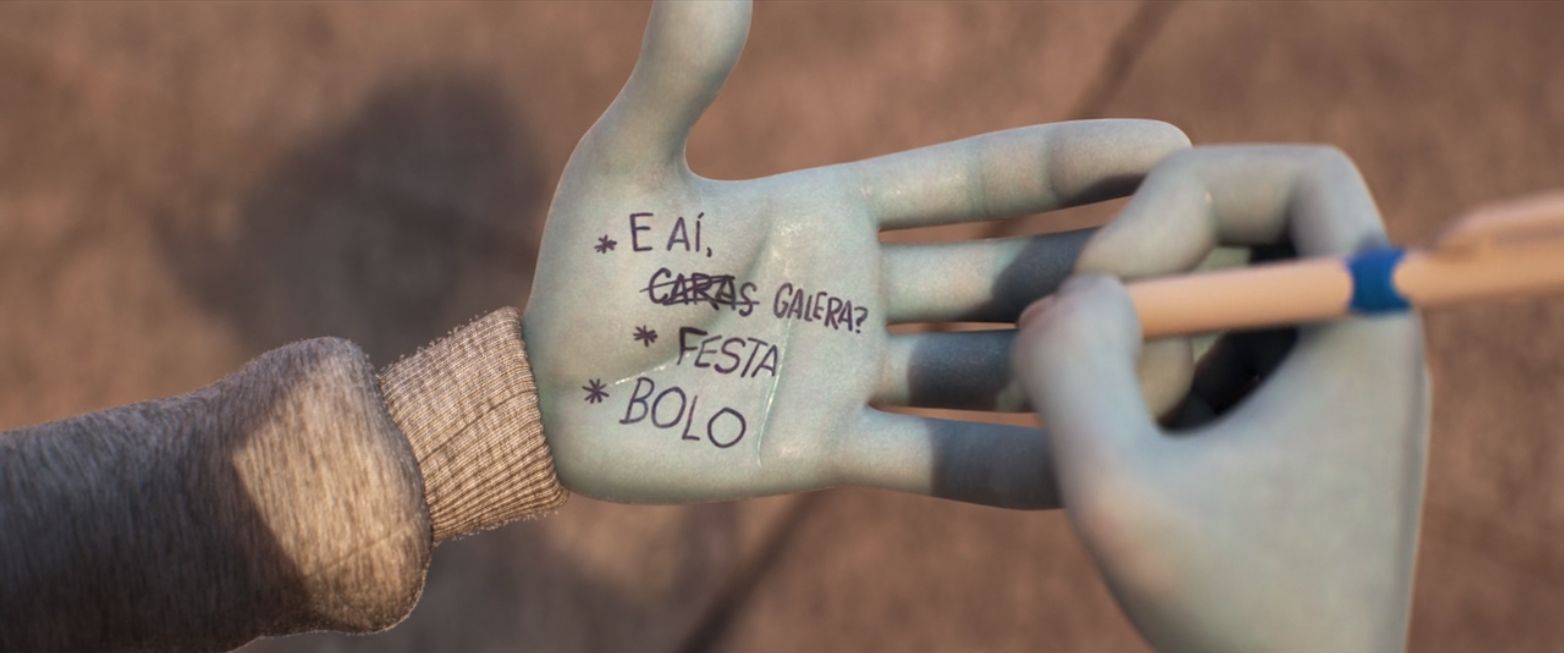 * E AÍ,
CARAS GALERA?
* FESTA
* BOLO